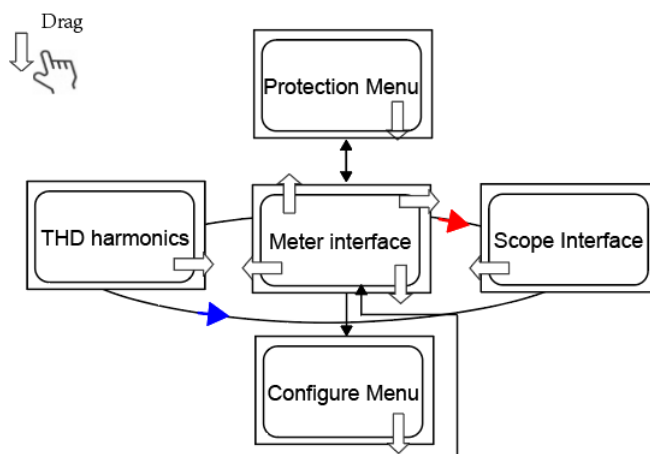 Drag
Protection Menu
THD harmonics
Meter interface
Scope Interface
Configure Menu